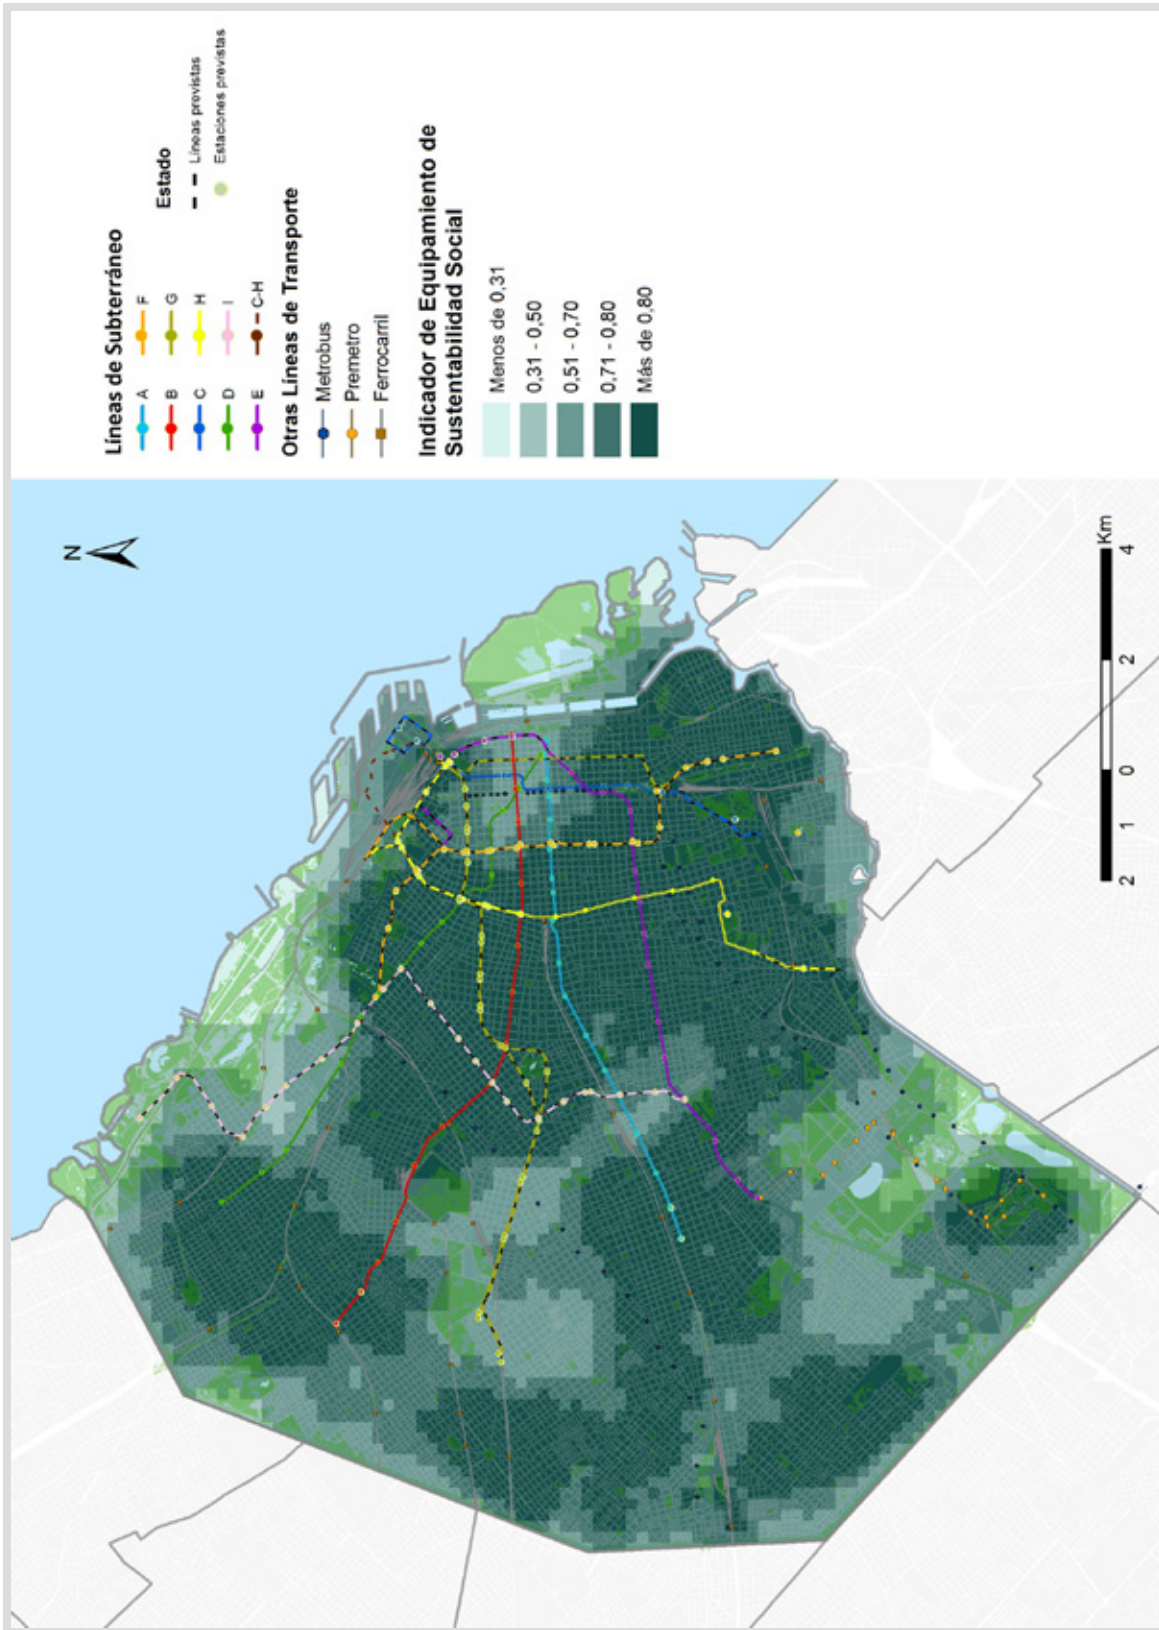 Líneas de Subterráneo
A
B
C
D
E
F
G
H
I
C-H
Estado
Líneas previstas
Estaciones previstas
Otras Líneas de Transporte
Metrobus
Premetro
Ferrocarril
Indicador de Equipamiento de
Sustentabilidad Social
Menos de 0,31
0,31 - 0,50
0,51 - 0,70
0,71 - 0,80
Más de 0,80
N
2 1 0 2 4
Km